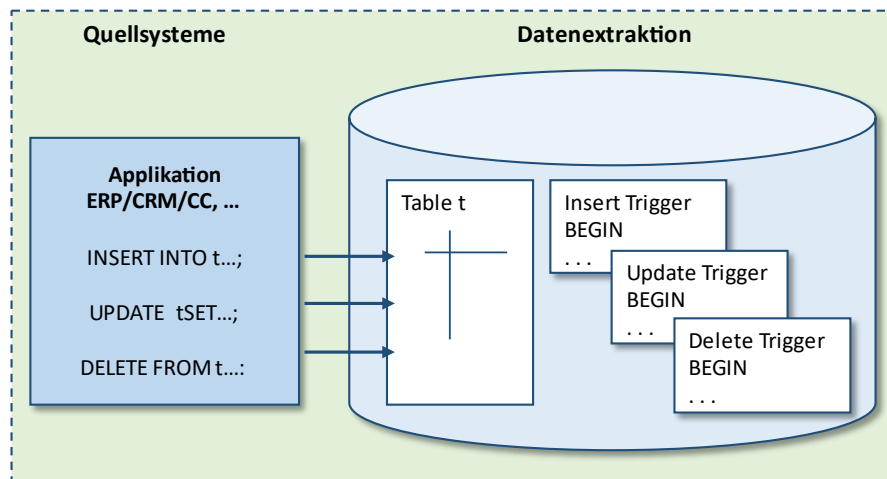 Quellsysteme
Datenextraktion
Applikation
ERP/CRM/CC, ...
INSERT INTO t...;
UPDATE tSET...;
DELETE FROM t...:
Table t
Insert Trigger
BEGIN
. . .
Update Trigger
BEGIN
. . .
Delete Trigger
BEGIN
. . .